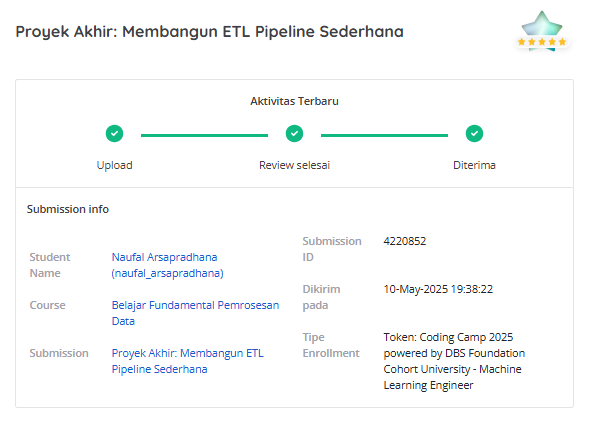 Proyek Akhir: Membangun ETL Pipeline Sederhana
Aktivitas Terbaru
Upload
Review selesai
Diterima
Submission info
Student
Name
Naufal Arsapradhana
(naufal_arsapradhana)
Course
Belajar Fundamental Pemrosesan
Data
Submission
Proyek Akhir: Membangun ETL
Pipeline Sederhana
Submission
ID
4220852
Dikirim
pada
10-May-2025 19:38:22
Tipe
Enrollment
Token: Coding Camp 2025
powered by DBS Foundation
Cohort University - Machine
Learning Engineer